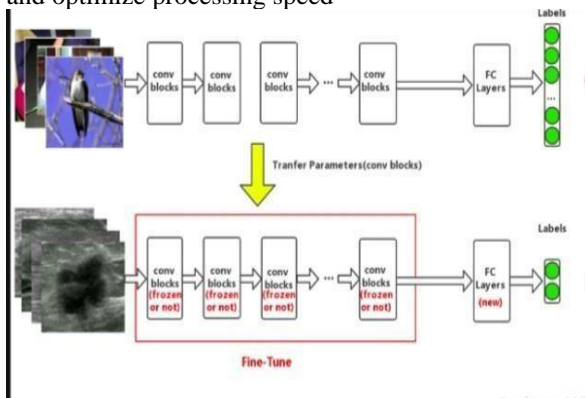 and optimize processing speed
Labels
conv blocks
conv blocks
conv blocks
...
conv blocks
FC Layers
...
Tranfer Parameters(conv blocks)
Labels
conv blocks (frozen or not)
conv blocks (frozen or not)
conv blocks (frozen or not)
...
conv blocks (frozen or not)
FC Layers (new)
Fine-Tune